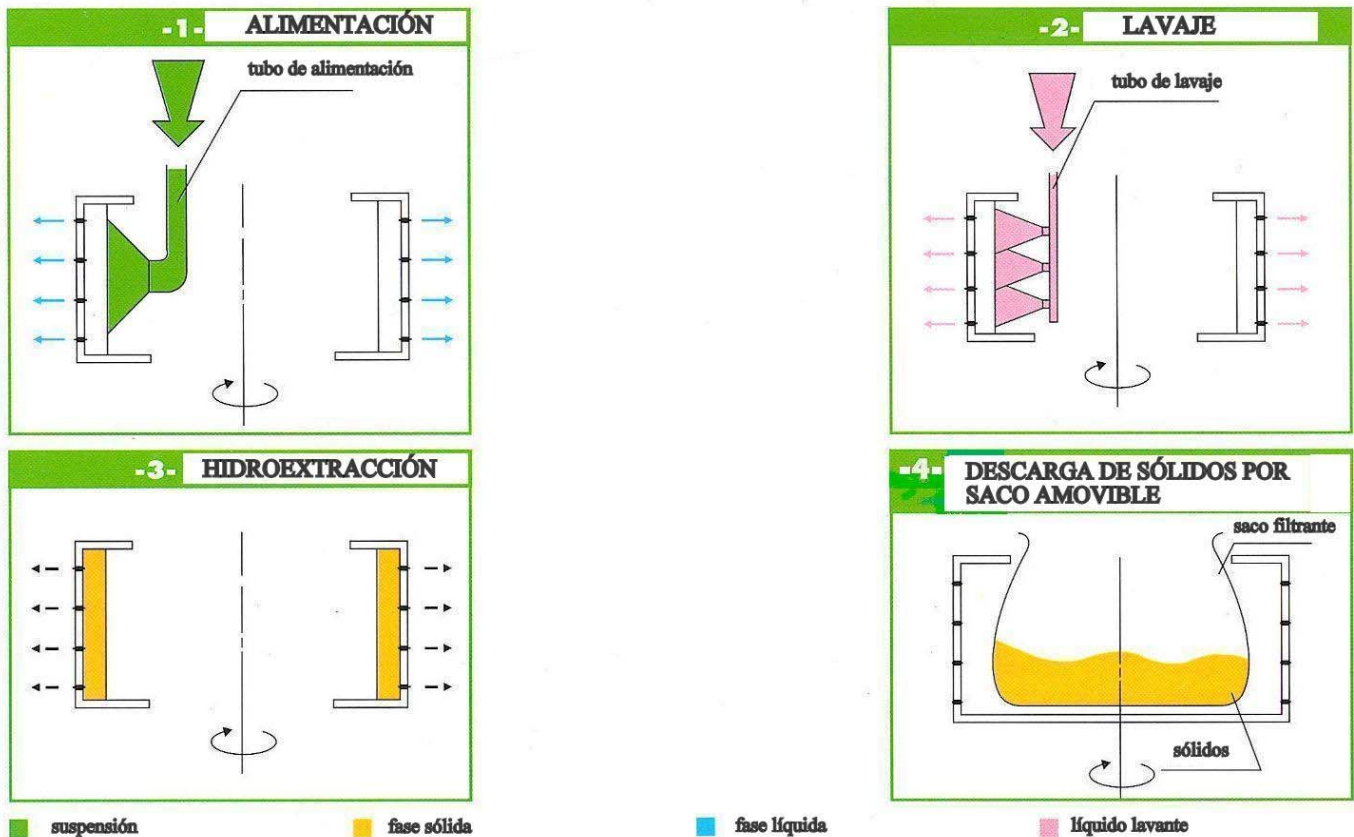 -1- ALIMENTACIÓN
tubo de alimentación
-2- LAVAJE
tubo de lavaje
-3- HIDROEXTRACCIÓN
-4- DESCARGA DE SÓLIDOS POR
SACO AMOVIBLE
saco filtrante
sólidos
suspensión
fase sólida
fase líquida
líquido lavante